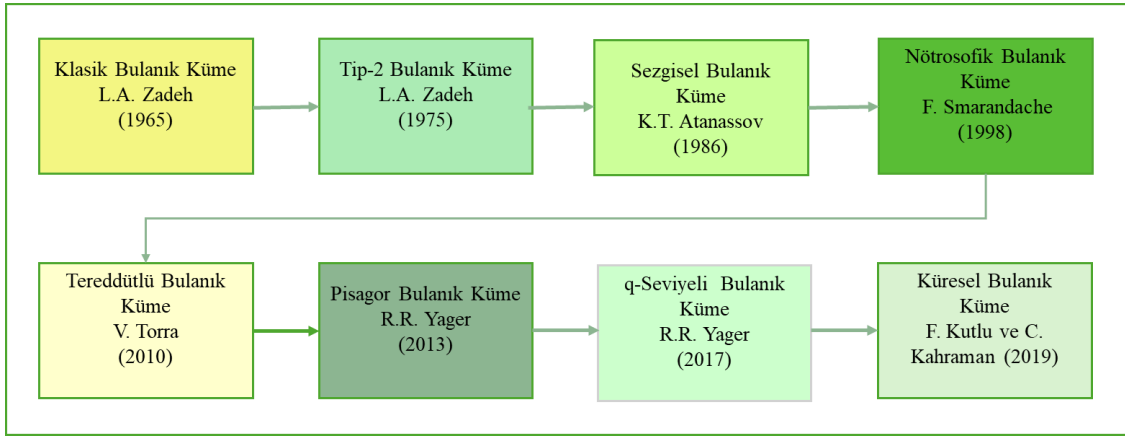 Klasik Bulanık Küme
L.A. Zadeh
(1965)
Tip-2 Bulanık Küme
L.A. Zadeh
(1975)
Sezgisel Bulanık
Küme
K.T. Atanassov
(1986)
Nötrosofik Bulanık
Küme
F. Smarandache
(1998)
Tereddütlü Bulanık
Küme
V. Torra
(2010)
Pisagor Bulanık Küme
R.R. Yager
(2013)
q-Seviyeli Bulanık
Küme
R.R. Yager
(2017)
Küresel Bulanık
Küme
F. Kutlu ve C.
Kahraman (2019)